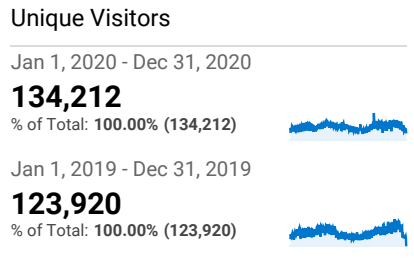 Unique Visitors
Jan 1, 2020 - Dec 31, 2020
134,212
% of Total: 100.00% (134,212)
Jan 1, 2019 - Dec 31, 2019
123,920
% of Total: 100.00% (123,920)